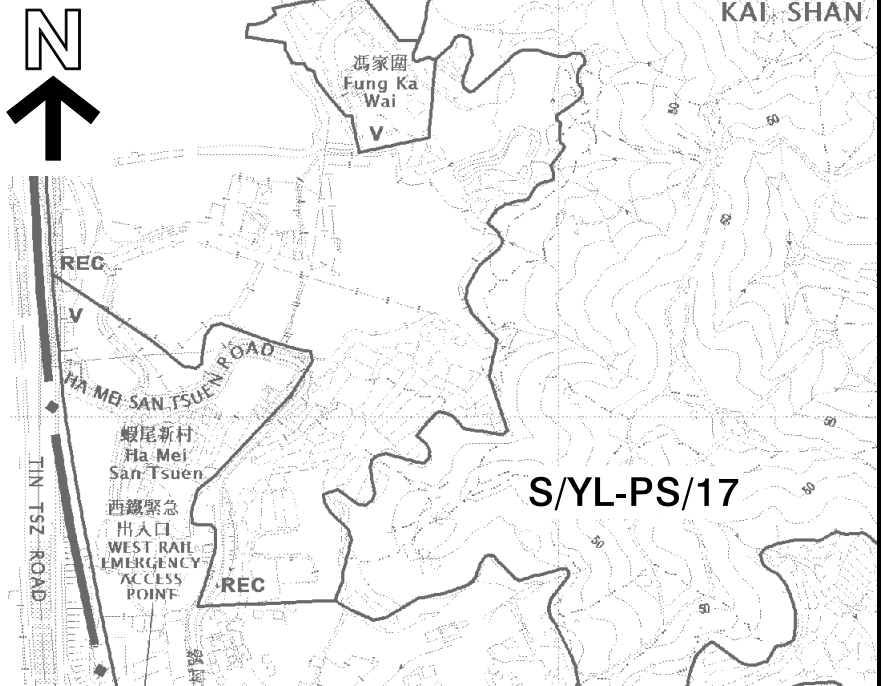 N
KAI SHAN
馮家圍
Fung Ka
Wai
V
50
50
50
REC
V
HA MEI SAN TSUEN ROAD
50
蝦尾新村
Ha Mei
San Tsuen
S/YL-PS/17
50
TIN TSZ ROAD
西鐵緊急
出入口
WEST RAIL
EMERGENCY
ACCESS
POINT
50
REC
50